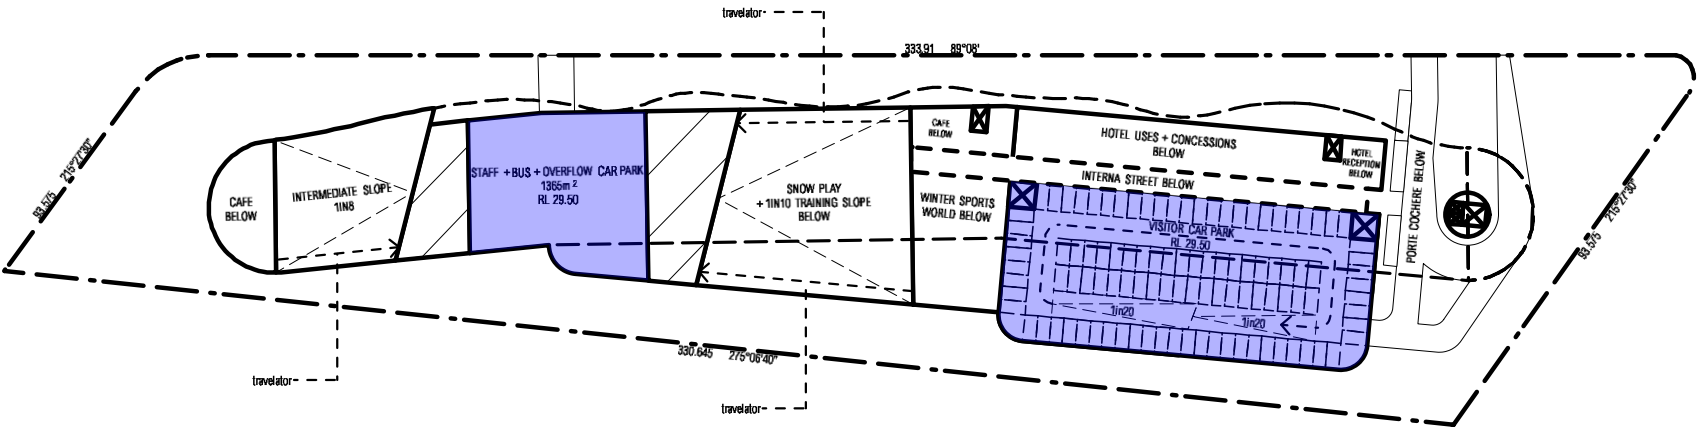 travelator
333.91 89°08'
93.575 215°27'30"
CAFE
BELOW
INTERMEDIATE SLOPE
1IN8
STAFF + BUS + OVERFLOW CAR PARK
1365m²
RL 29.50
SNOW PLAY
+ 1IN10 TRAINING SLOPE
BELOW
CAFE
BELOW
HOTEL USES + CONCESSIONS
BELOW
HOTEL
RECEPTION
BELOW
INTERNA STREET BELOW
WINTER SPORTS
WORLD BELOW
VISITOR CAR PARK
RL 29.50
1in20
1in20
PORTE COCHERE BELOW
93.575 215°27'30"
330.645 275°06'40"
travelator
travelator